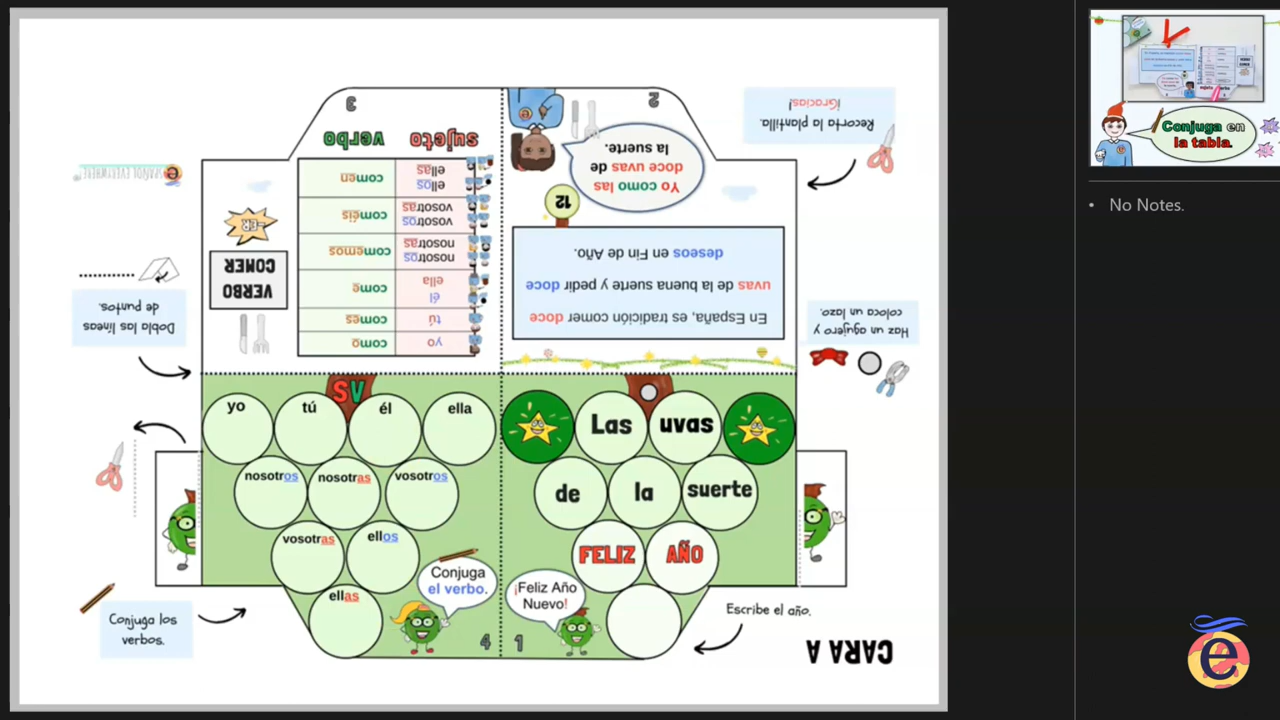 3
verbo
sujeto
ellos
ellas
comen
vosotros
vosotras
coméis
nosotros
nosotras
comemos
él
ella
come
tú
comes
yo
como
-ER
VERBO
COMER
ESPAÑOL EVERYWHERE
2
Yo como las
doce uvas de
la suerte.
12
En España, es tradición comer doce
uvas de la buena suerte y pedir doce
deseos en Fin de Año.
Recorta la plantilla.
¡Gracias!
Haz un agujero y
coloca un lazo.
Dobla las líneas
de puntos.
SV
yo
tú
él
ella
nosotros
nosotras
vosotros
vosotras
ellos
ellas
Conjuga
el verbo.
4
Conjuga los
verbos.
Las
uvas
de
la
suerte
FELIZ
AÑO
¡Feliz Año
Nuevo!
1
Escribe el año.
CARA A
Conjuga en
la tabla.
• No Notes.
e